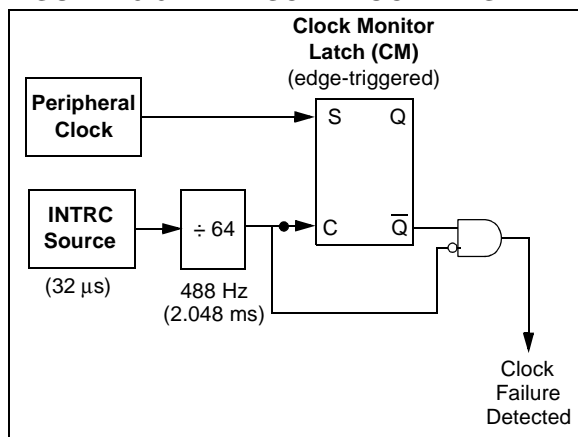 Clock Monitor
Latch (CM)
(edge-triggered)
Peripheral
Clock
S
Q
INTRC
Source
÷ 64
C
Q
(32 μs)
488 Hz
(2.048 ms)
Clock
Failure
Detected